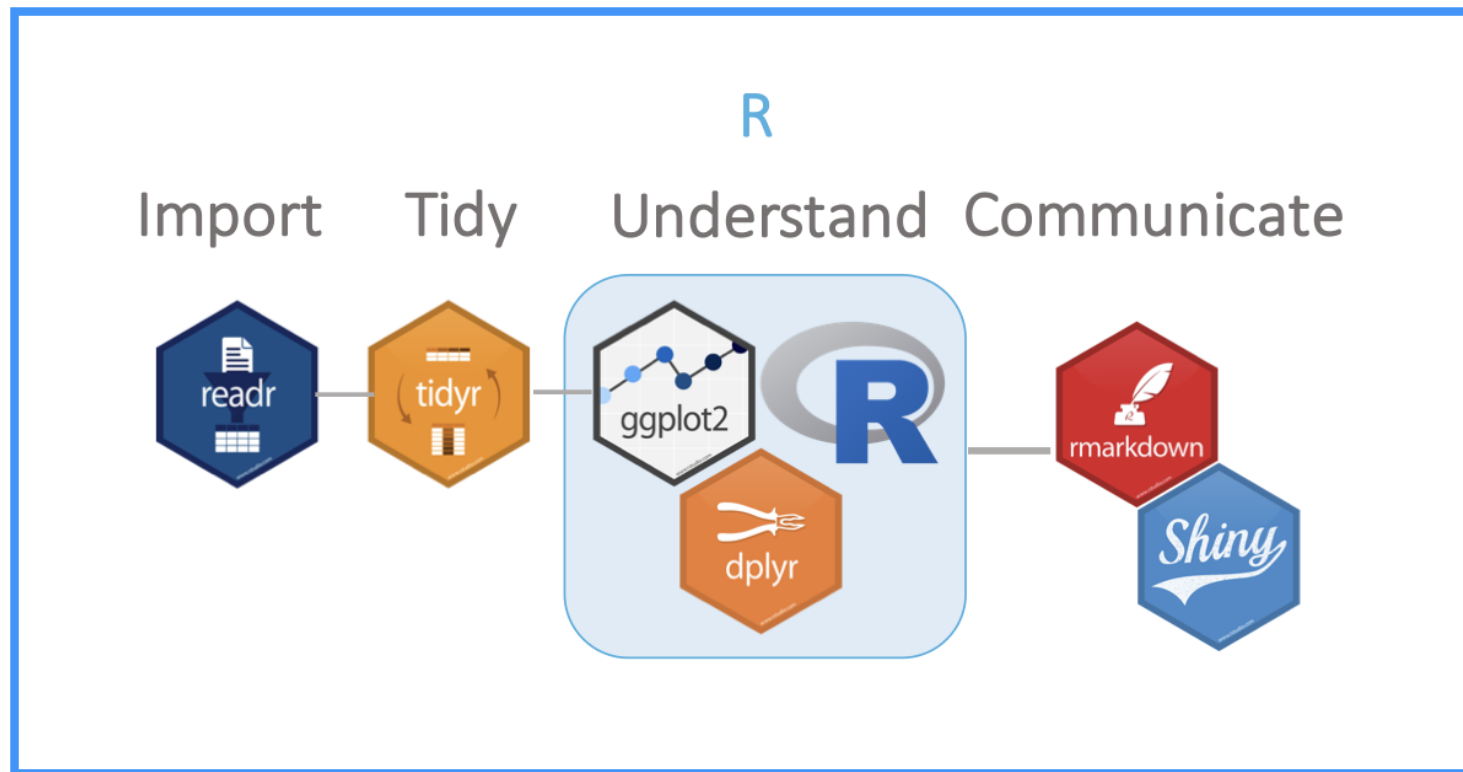 R
Import Tidy Understand Communicate
readr
tidyr
ggplot2
R
dplyr
rmarkdown
Shiny